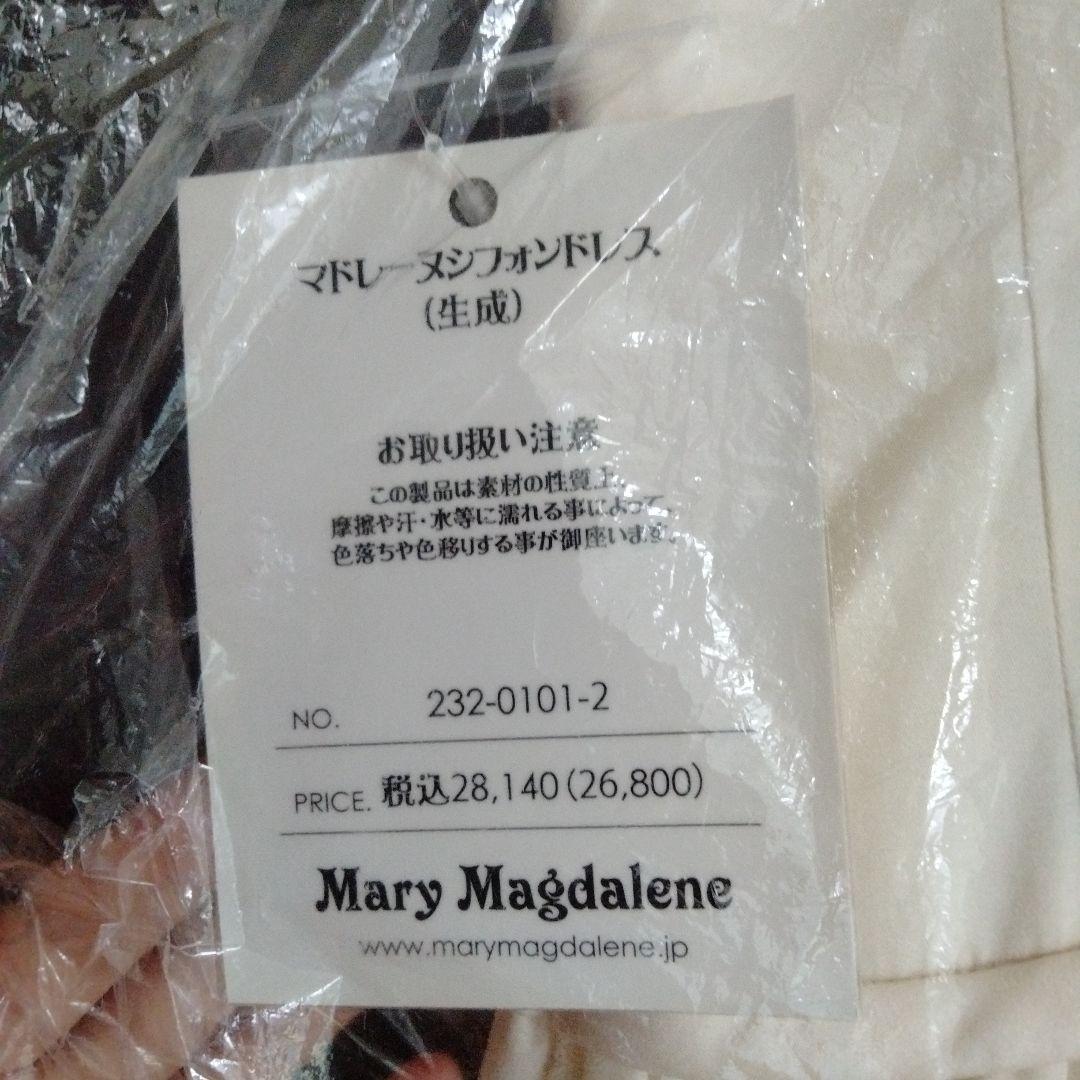 マドレーヌシフォンドレス
(生成)
お取り扱い注意
この製品は素材の性質上、
摩擦や汗・水等に濡れる事によって、
色落ちや色移りする事が御座います。
NO. 232-0101-2
PRICE. 税込28,140(26,800)
Mary Magdalene
www.marymagdalene.jp